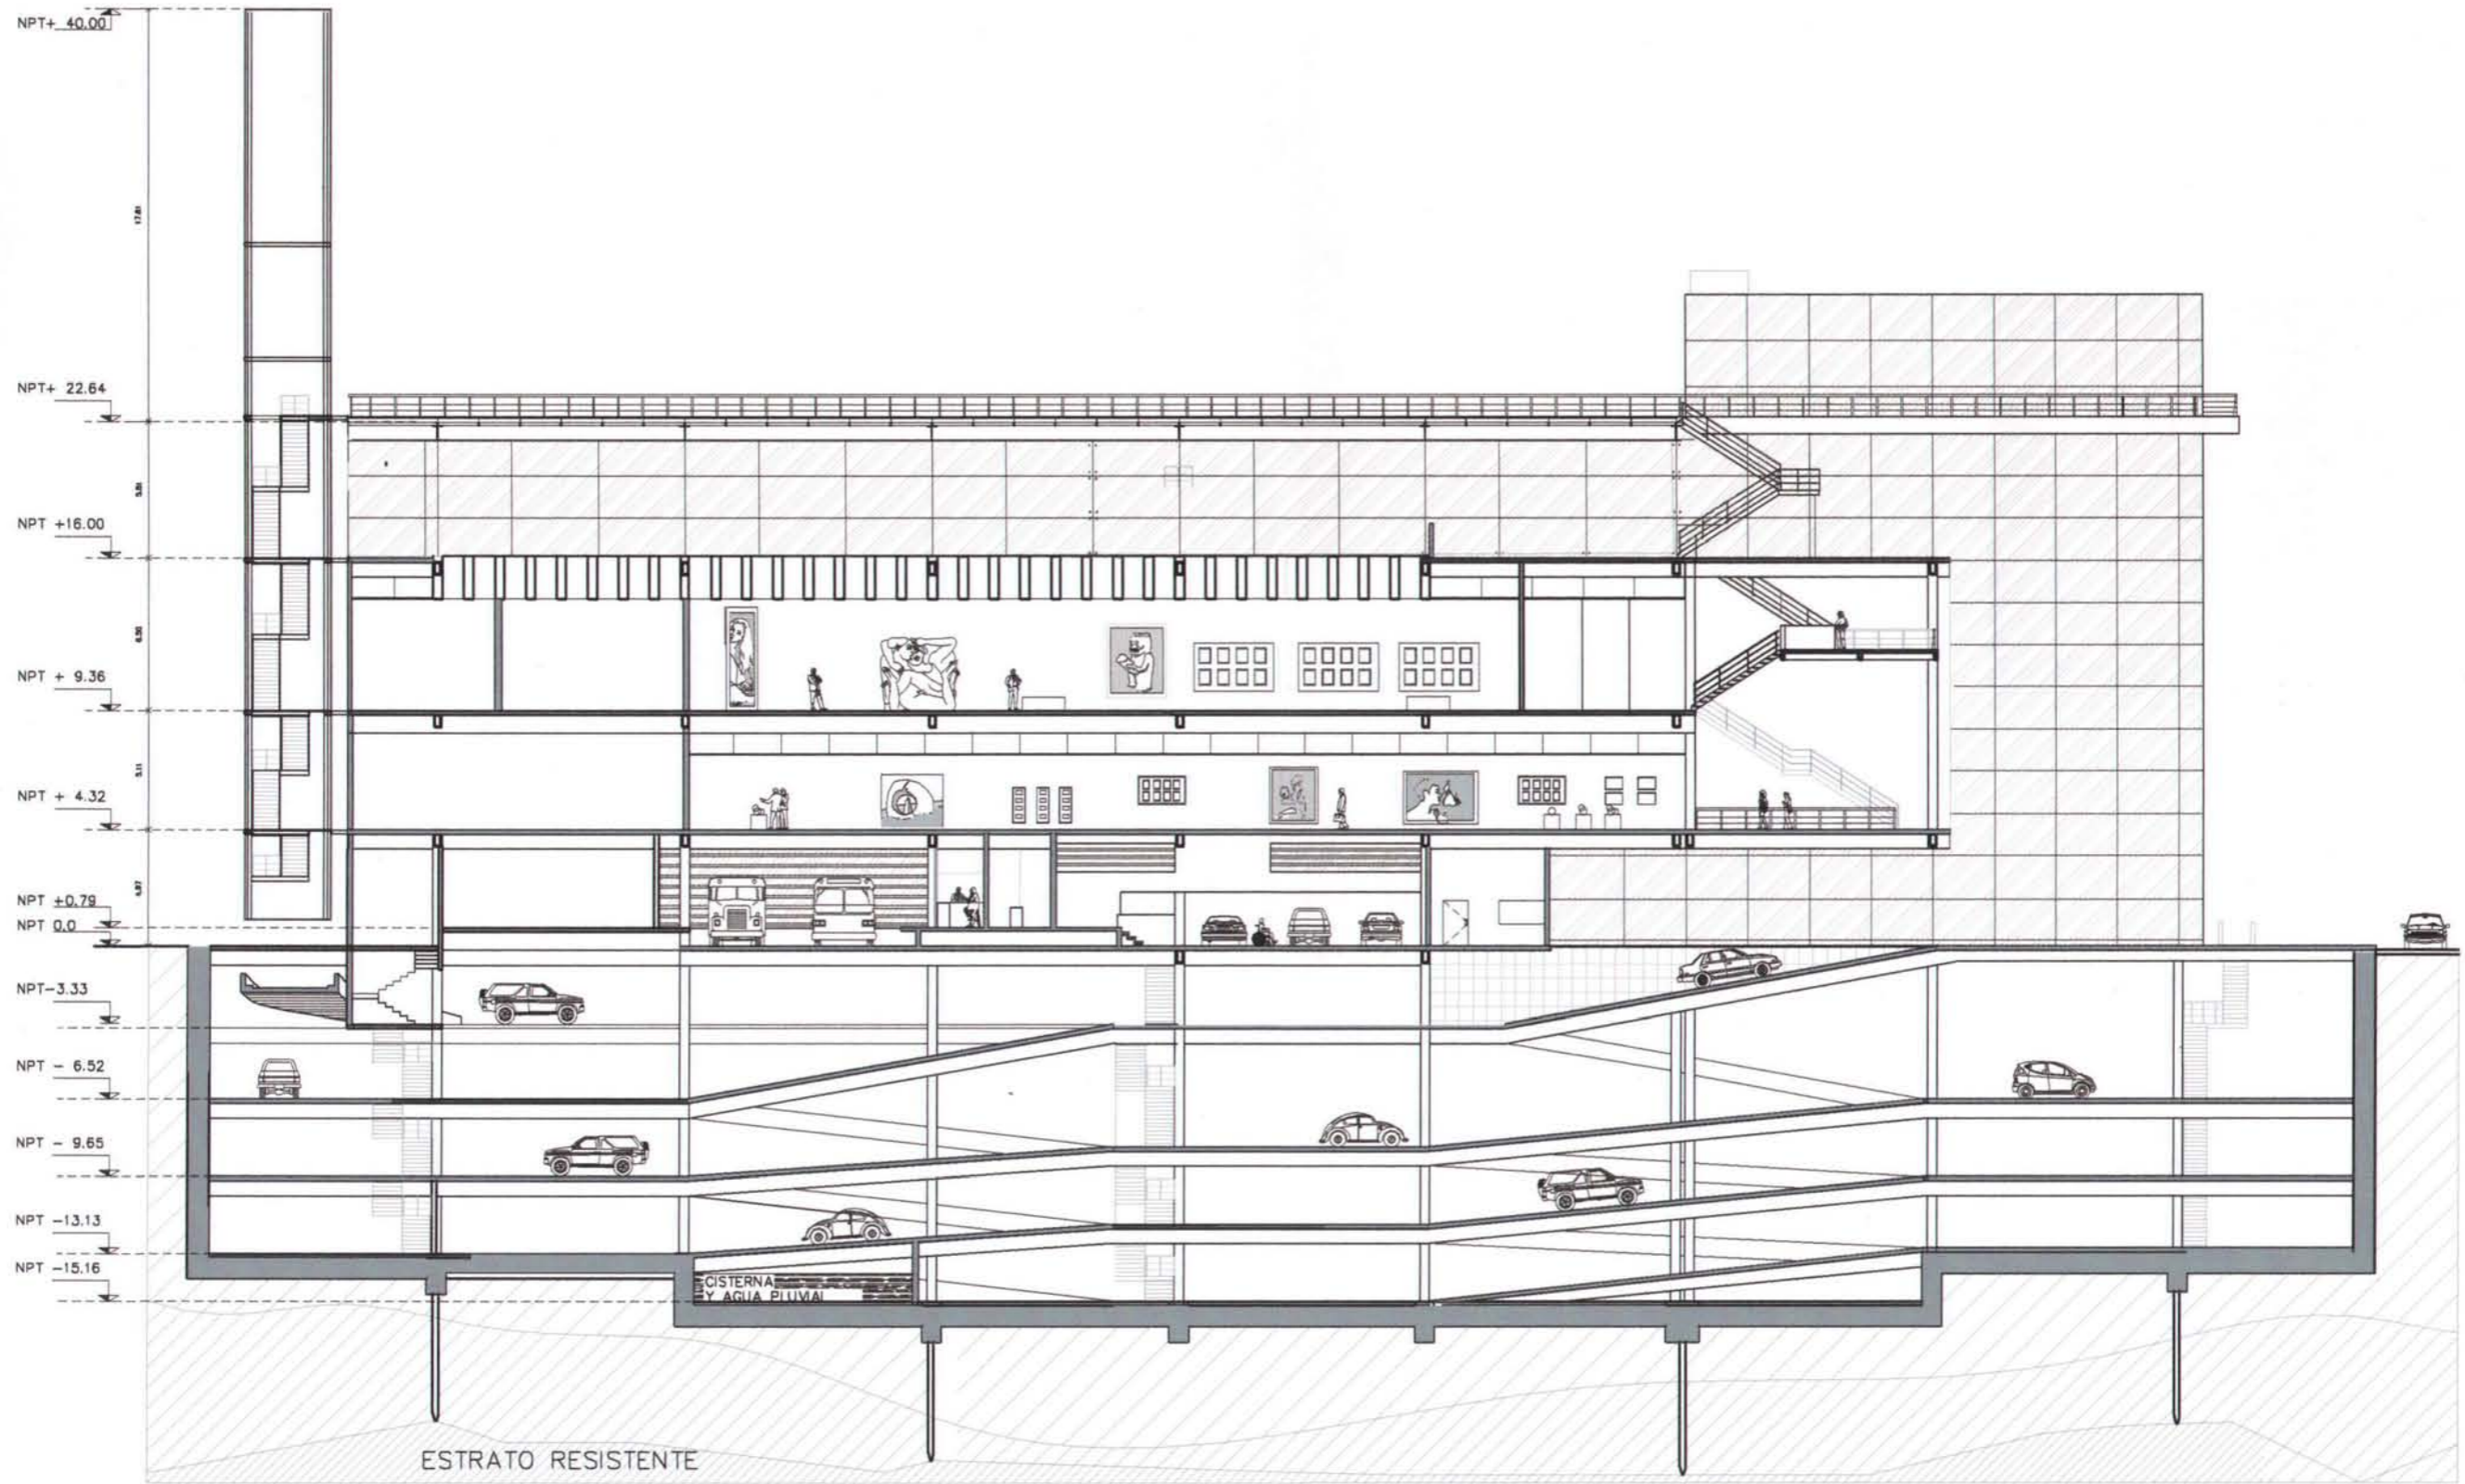 NPT+ 40.00
NPT+ 22.64
NPT +16.00
NPT + 9.36
NPT + 4.32
NPT +0.79
NPT 0.0
NPT-3.33
NPT - 6.52
NPT - 9.65
NPT -13.13
NPT -15.16
CISTERNA
Y AGUA PLUVIAL
ESTRATO RESISTENTE